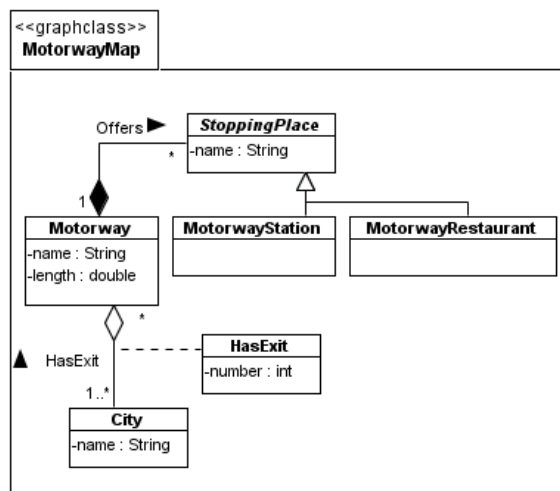 <<graphclass>>
MotorwayMap
Offers
StoppingPlace
-name : String
*
1
Motorway
-name : String
-length : double
MotorwayStation
MotorwayRestaurant
*
HasExit
HasExit
-number : int
1..*
City
-name : String